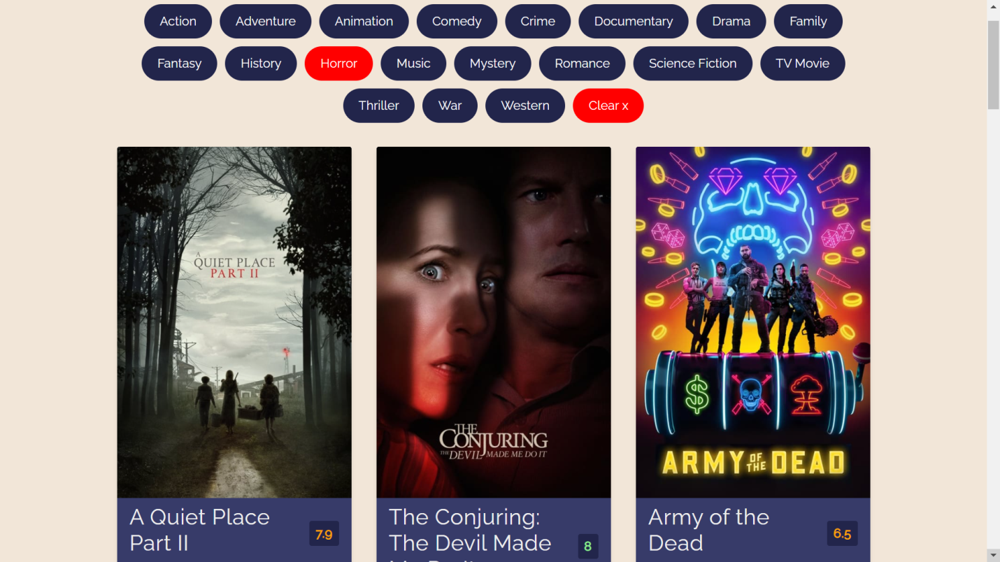 Action Adventure Animation Comedy Crime Documentary Drama Family
Fantasy History Horror Music Mystery Romance Science Fiction TV Movie
Thriller War Western Clear x
A
QUIET PLACE
PART II
THE
CONJURING
THE DEVIL MADE ME DO IT
$
ARMY OF THE DEAD
A Quiet Place
Part II
7.9
The Conjuring:
The Devil Made
8
Army of the
Dead
6.5